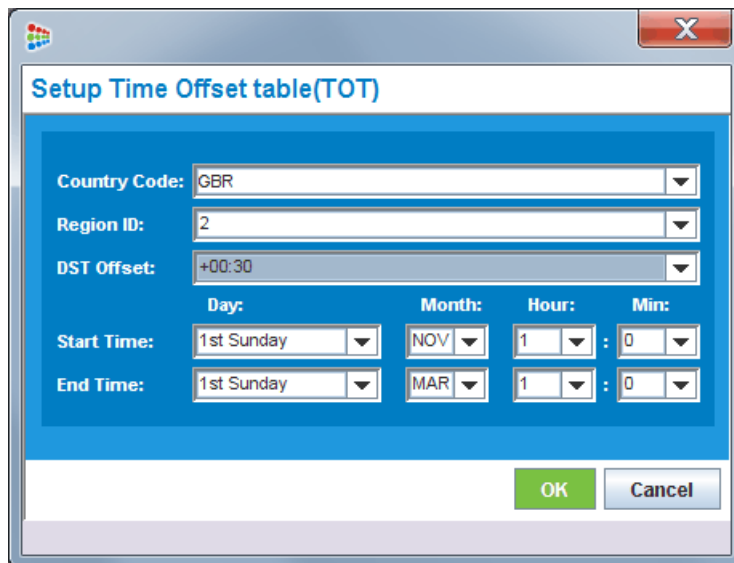 X
Setup Time Offset table(TOT)
Country Code: GBR
Region ID: 2
DST Offset: +00:30
Day: Month: Hour: Min:
Start Time: 1st Sunday NOV 1 : 0
End Time: 1st Sunday MAR 1 : 0
OK Cancel